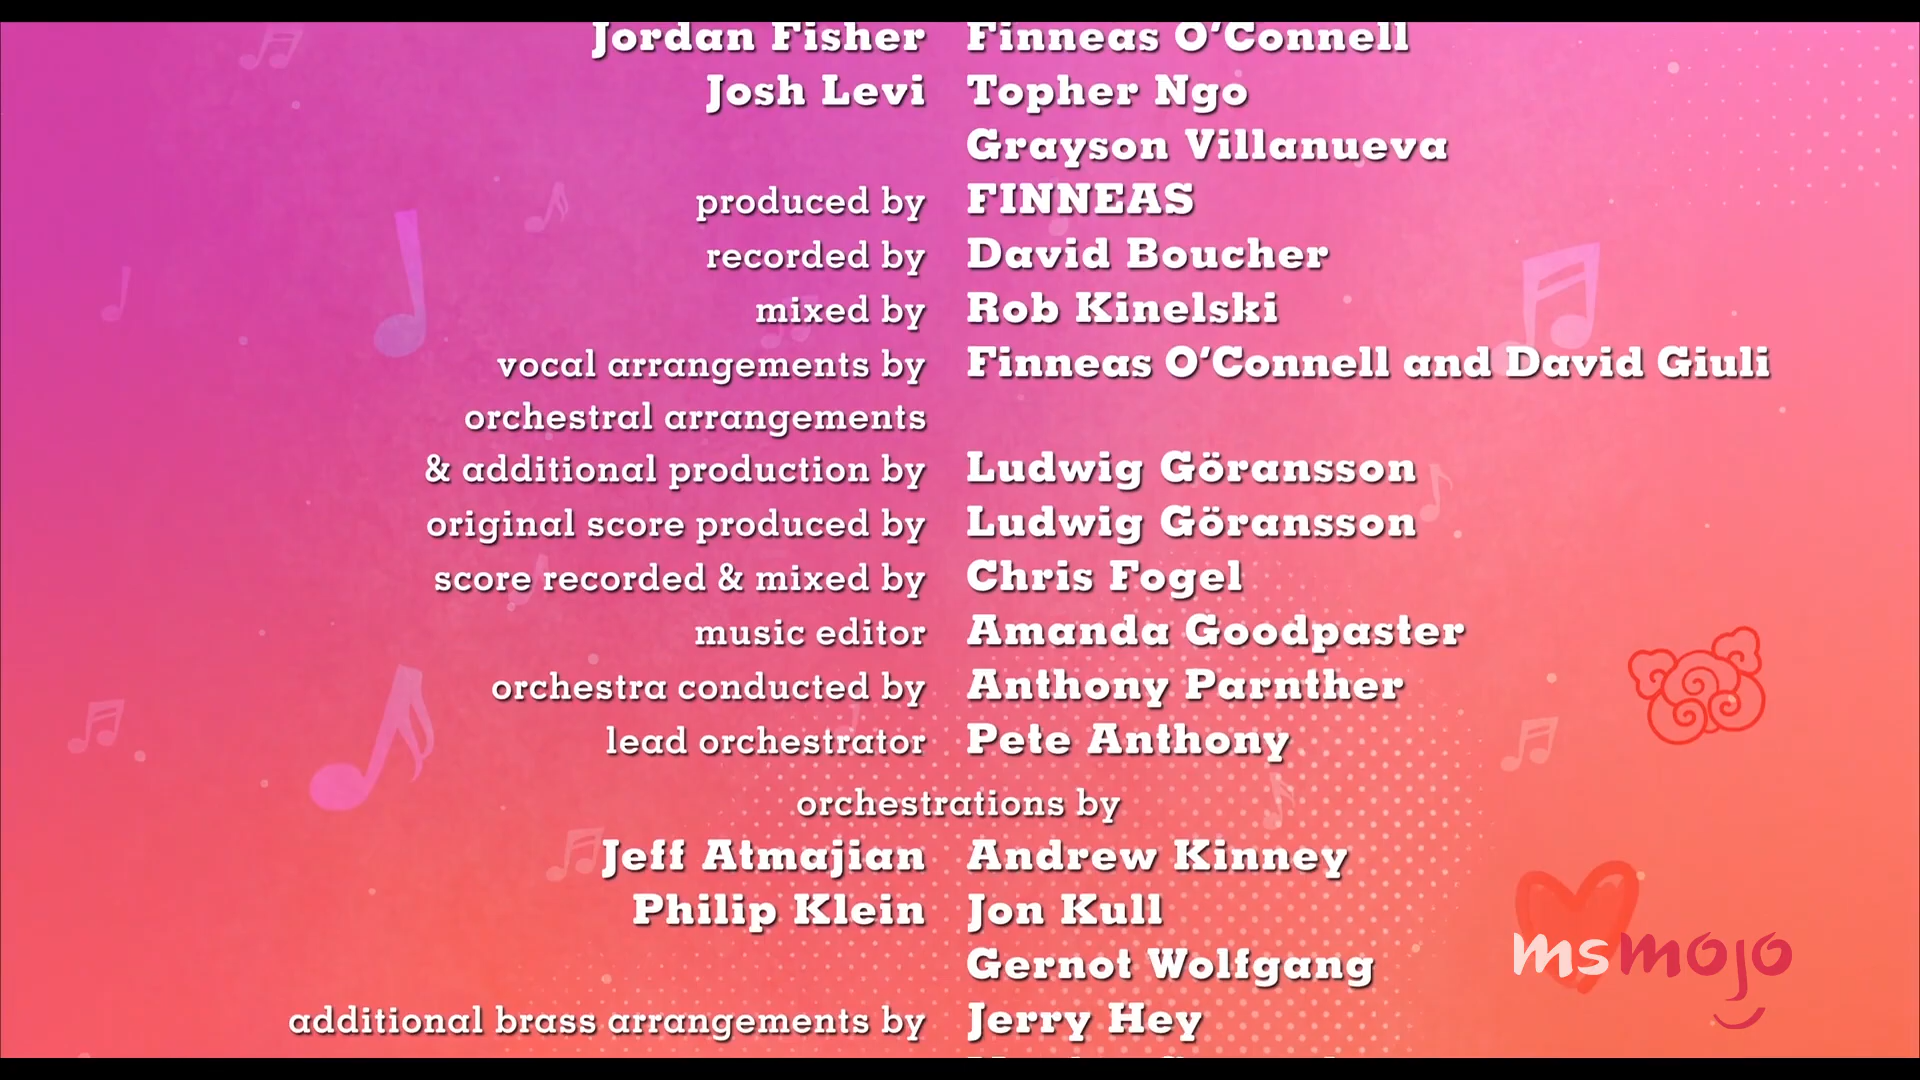 Jordan Fisher Finneas O'Connell
Josh Levi Topher Ngo
Grayson Villanueva
produced by FINNEAS
recorded by David Boucher
mixed by Rob Kinelski
vocal arrangements by Finneas O'Connell and David Giuli
orchestral arrangements
& additional production by Ludwig Göransson
original score produced by Ludwig Göransson
score recorded & mixed by Chris Fogel
music editor Amanda Goodpaster
orchestra conducted by Anthony Parnther
lead orchestrator Pete Anthony
orchestrations by
Jeff Atmajian Andrew Kinney
Philip Klein Jon Kull
Gernot Wolfgang
additional brass arrangements by Jerry Hey
msmojo